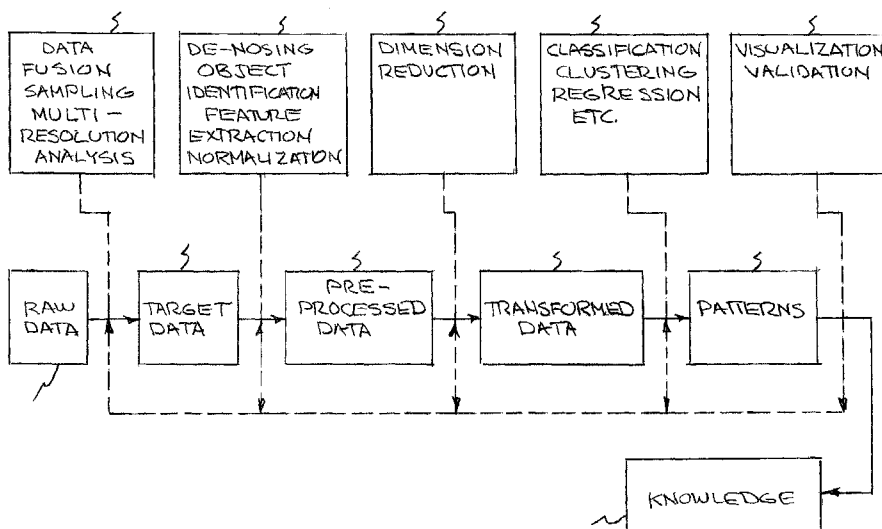 DATA
FUSION
SAMPLING
MULTI-
RESOLUTION
ANALYSIS
DE-NOSING
OBJECT
IDENTIFICATION
FEATURE
EXTRACTION
NORMALIZATION
DIMENSION
REDUCTION
CLASSIFICATION
CLUSTERING
REGRESSION
ETC.
VISUALIZATION
VALIDATION
RAW
DATA
TARGET
DATA
PRE-
PROCESSED
DATA
TRANSFORMED
DATA
PATTERNS
KNOWLEDGE